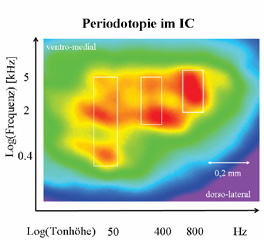 Periodotopie im IC
ventro-medial
Log(Frequenz) [kHz]
5
2
0.4
0,2 mm
dorso-lateral
Log(Tonhöhe) 50 400 800 Hz